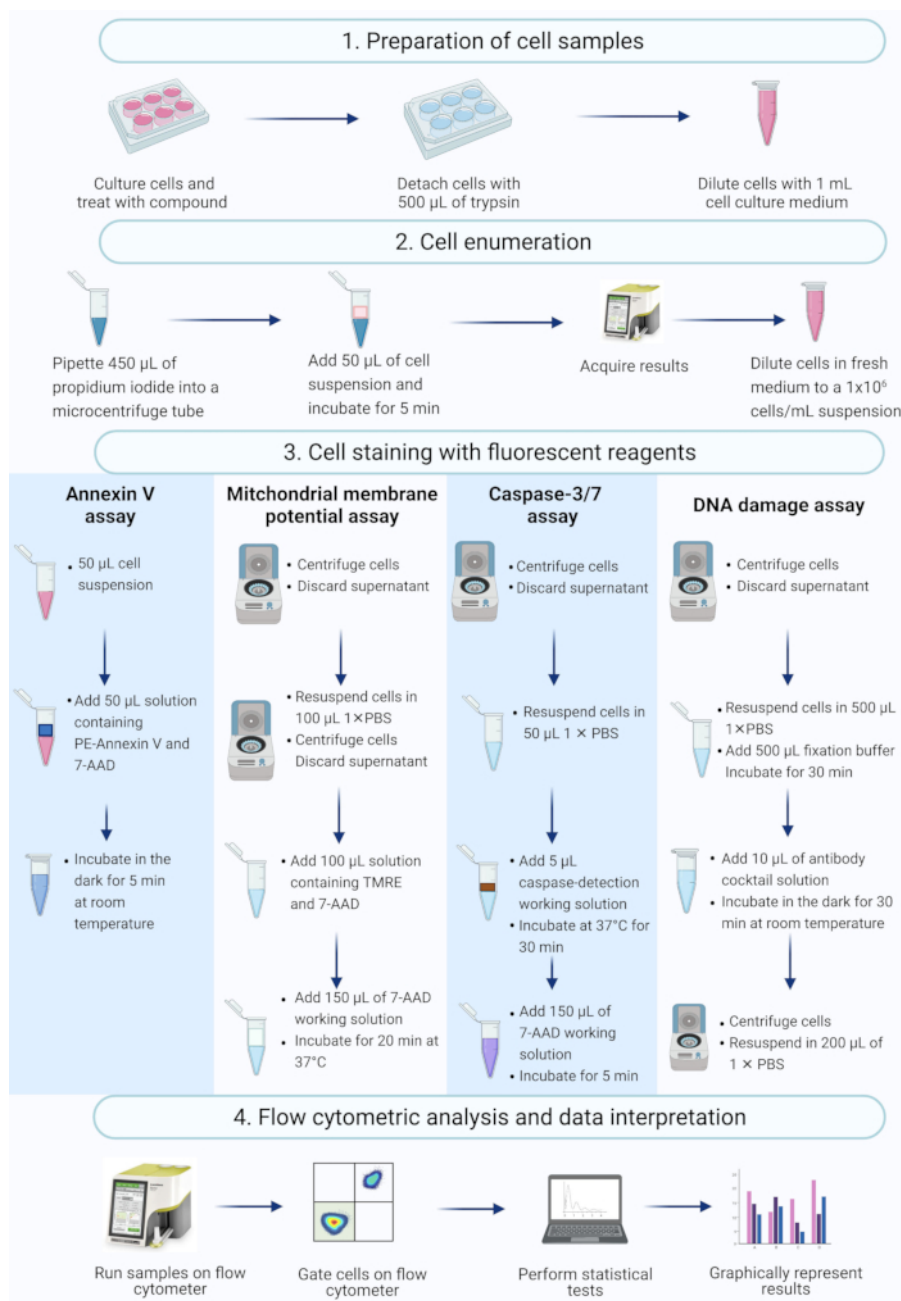 1. Preparation of cell samples
Culture cells and
treat with compound
Detach cells with
500 µL of trypsin
Dilute cells with 1 mL
cell culture medium
2. Cell enumeration
Pipette 450 µL of
propidium iodide into a
microcentrifuge tube
Add 50 µL of cell
suspension and
incubate for 5 min
Acquire results
Dilute cells in fresh
medium to a 1x10⁶
cells/mL suspension
3. Cell staining with fluorescent reagents
Annexin V
assay
• 50 µL cell
suspension
• Add 50 µL solution
containing
PE-Annexin V and
7-AAD
• Incubate in the
dark for 5 min
at room
temperature
Mitchondrial membrane
potential assay
• Centrifuge cells
• Discard supernatant
• Resuspend cells in
100 µL 1×PBS
• Centrifuge cells
Discard supernatant
• Add 100 µL solution
containing TMRE
and 7-AAD
• Add 150 µL of 7-AAD
working solution
• Incubate for 20 min at
37°C
Caspase-3/7
assay
• Centrifuge cells
• Discard supernatant
• Resuspend cells in
50 µL 1 × PBS
• Add 5 µL
caspase-detection
working solution
• Incubate at 37°C for
30 min
• Add 150 µL of
7-AAD working
solution
• Incubate for 5 min
DNA damage assay
• Centrifuge cells
• Discard supernatant
• Resuspend cells in 500 µL
1×PBS
• Add 500 µL fixation buffer
Incubate for 30 min
• Add 10 µL of antibody
cocktail solution
• Incubate in the dark for 30
min at room temperature
• Centrifuge cells
• Resuspend in 200 µL of
1 × PBS
4. Flow cytometric analysis and data interpretation
Run samples on flow
cytometer
Gate cells on flow
cytometer
Perform statistical
tests
Graphically represent
results